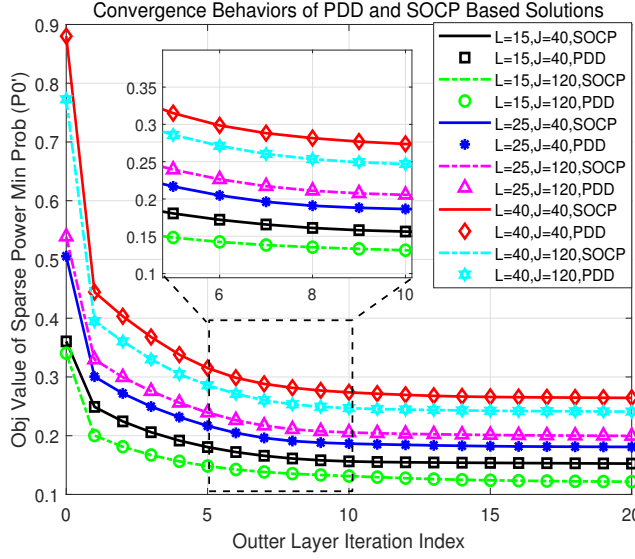 Convergence Behaviors of PDD and SOCP Based Solutions
Obj Value of Sparse Power Min Prob (P0')
0.9
0.8
0.7
0.6
0.5
0.4
0.3
0.2
0.1
0.35
0.3
0.25
0.2
0.15
0.1
6
8
10
L=15,J=40,SOCP
L=15,J=40,PDD
L=15,J=120,SOCP
L=15,J=120,PDD
L=25,J=40,SOCP
L=25,J=40,PDD
L=25,J=120,SOCP
L=25,J=120,PDD
L=40,J=40,SOCP
L=40,J=40,PDD
L=40,J=120,SOCP
L=40,J=120,PDD
0
5
10
15
20
Outter Layer Iteration Index